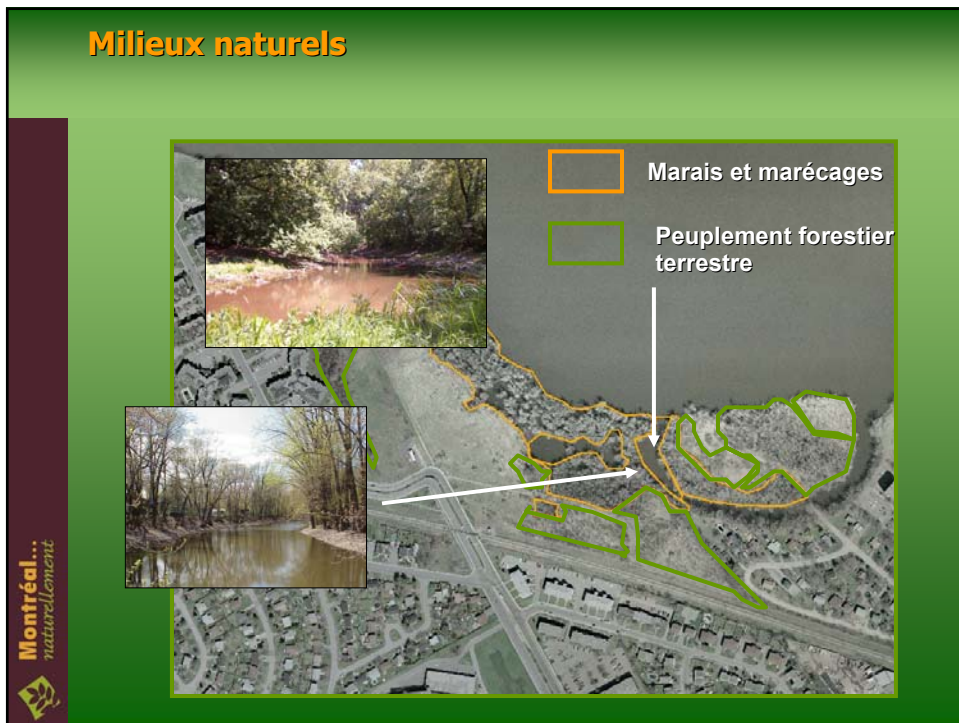 Milieux naturels
Marais et marécages
Peuplement forestier
terrestre
Montréal...
naturellement